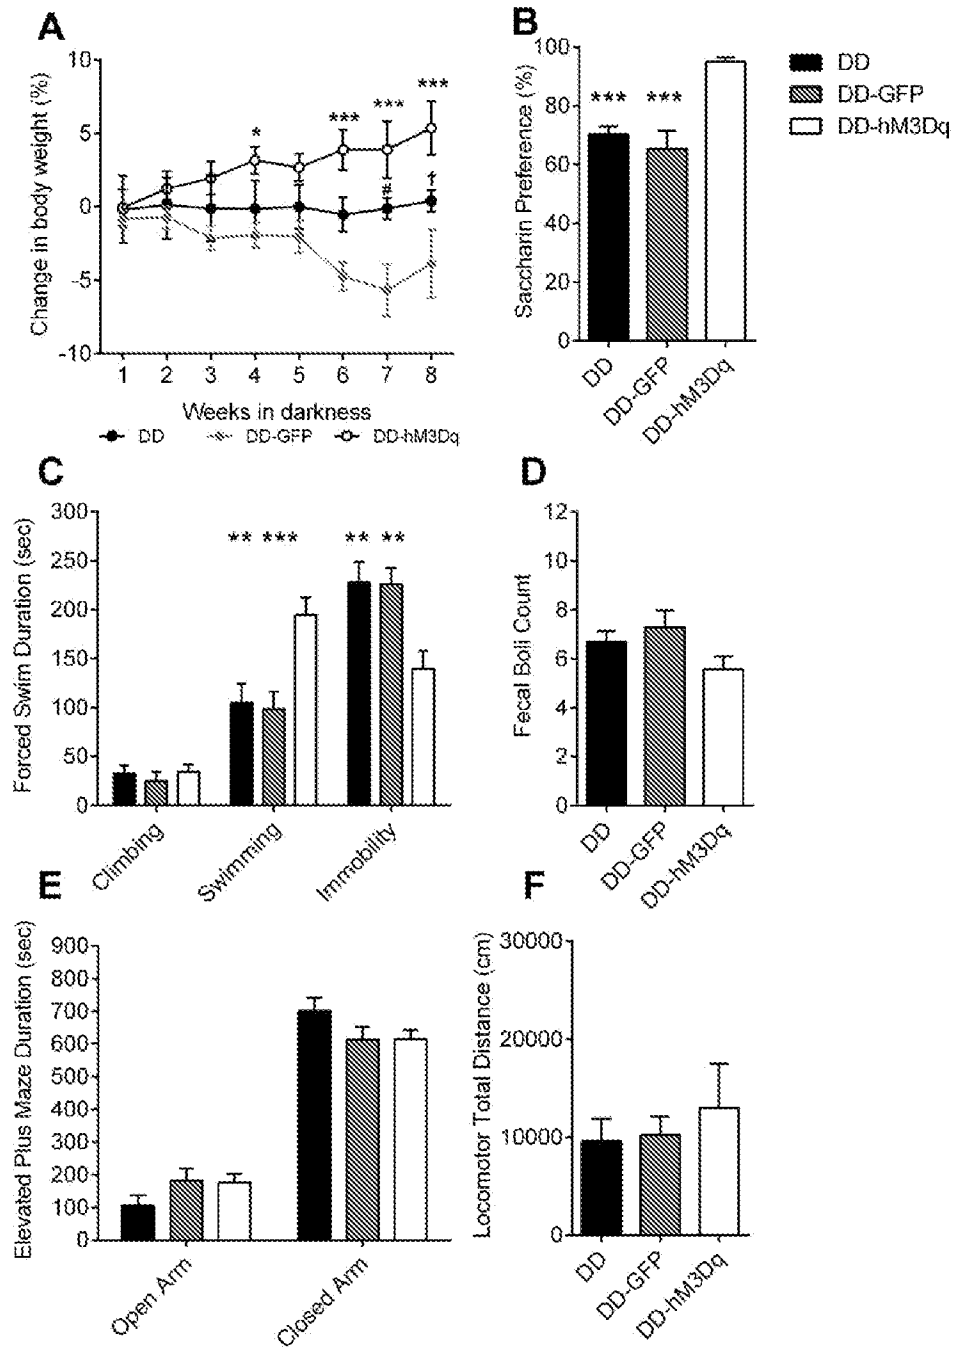 A
Change in body weight (%)
10
5
0
-5
-10
*
***
***
***
#
†
1 2 3 4 5 6 7 8
Weeks in darkness
DD DD-GFP DD-hM3Dq
B
Saccharin Preference (%)
100
80
60
40
20
0
*** ***
DD
DD-GFP
DD-hM3Dq
DD
DD-GFP
DD-hM3Dq
C
Forced Swim Duration (sec)
300
250
200
150
100
50
0
** *** ** **
Climbing
Swimming
Immobility
D
Fecal Boli Count
12
10
8
6
4
2
0
DD
DD-GFP
DD-hM3Dq
E
Elevated Plus Maze Duration (sec)
900
800
700
600
500
400
300
200
100
0
Open Arm
Closed Arm
F
Locomotor Total Distance (cm)
30000
20000
10000
0
DD
DD-GFP
DD-hM3Dq